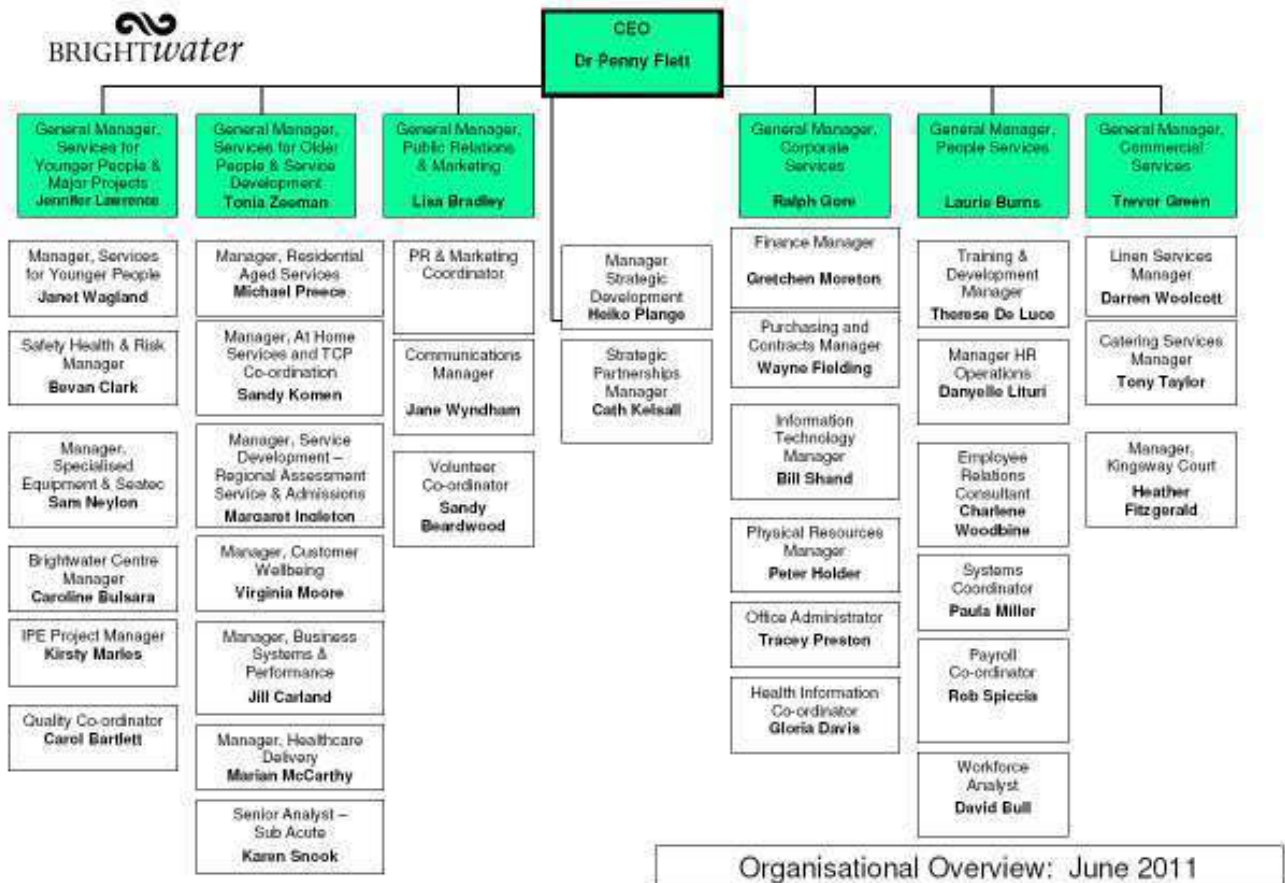 BRIGHTwater
CEO
Dr Penny Flett
General Manager,
Services for
Younger People &
Major Projects
Jennifer Lawrence
Manager, Services
for Younger People
Janet Wagland
Safety Health & Risk
Manager
Bevan Clark
Manager,
Specialised
Equipment & Seatec
Sam Neylon
Brightwater Centre
Manager
Caroline Bulsara
IPE Project Manager
Kirsty Marles
Quality Co-ordinator
Carol Bartlett
General Manager,
Services for Older
People & Service
Development
Tonia Zeeman
Manager, Residential
Aged Services
Michael Preece
Manager, At Home
Services and TCP
Co-ordination
Sandy Komen
Manager, Service
Development –
Regional Assessment
Service & Admissions
Margaret Ingleton
Manager, Customer
Wellbeing
Virginia Moore
Manager, Business
Systems &
Performance
Jill Carland
Manager, Healthcare
Delivery
Marian McCarthy
Senior Analyst –
Sub Acute
Karen Snook
General Manager,
Public Relations
& Marketing
Lisa Bradley
PR & Marketing
Coordinator
Communications
Manager
Jane Wyndham
Volunteer
Co-ordinator
Sandy
Beardwood
Manager
Strategic
Development
Heiko Plange
Strategic
Partnerships
Manager
Cath Kelsall
General Manager,
Corporate
Services
Ralph Gore
Finance Manager
Gretchen Moreton
Purchasing and
Contracts Manager
Wayne Fielding
Information
Technology
Manager
Bill Shand
Physical Resources
Manager
Peter Holder
Office Administrator
Tracey Preston
Health Information
Co-ordinator
Gloria Davis
General Manager,
People Services
Laurie Burns
Training &
Development
Manager
Therese De Luce
Manager HR
Operations
Danyelle Lituri
Employee
Relations
Consultant
Charlene
Woodbine
Systems
Coordinator
Paula Miller
Payroll
Co-ordinator
Rob Spiccia
Workforce
Analyst
David Bull
General Manager,
Commercial
Services
Trevor Green
Linen Services
Manager
Darren Woolcott
Catering Services
Manager
Tony Taylor
Manager,
Kingsway Court
Heather
Fitzgerald
Organisational Overview: June 2011